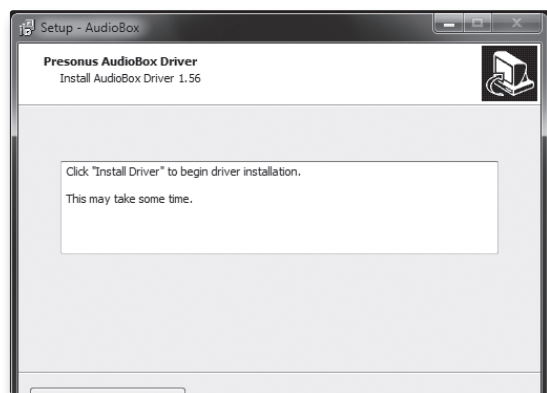 Setup - AudioBox
Presonus AudioBox Driver
Install AudioBox Driver 1.56
Click "Install Driver" to begin driver installation.
This may take some time.